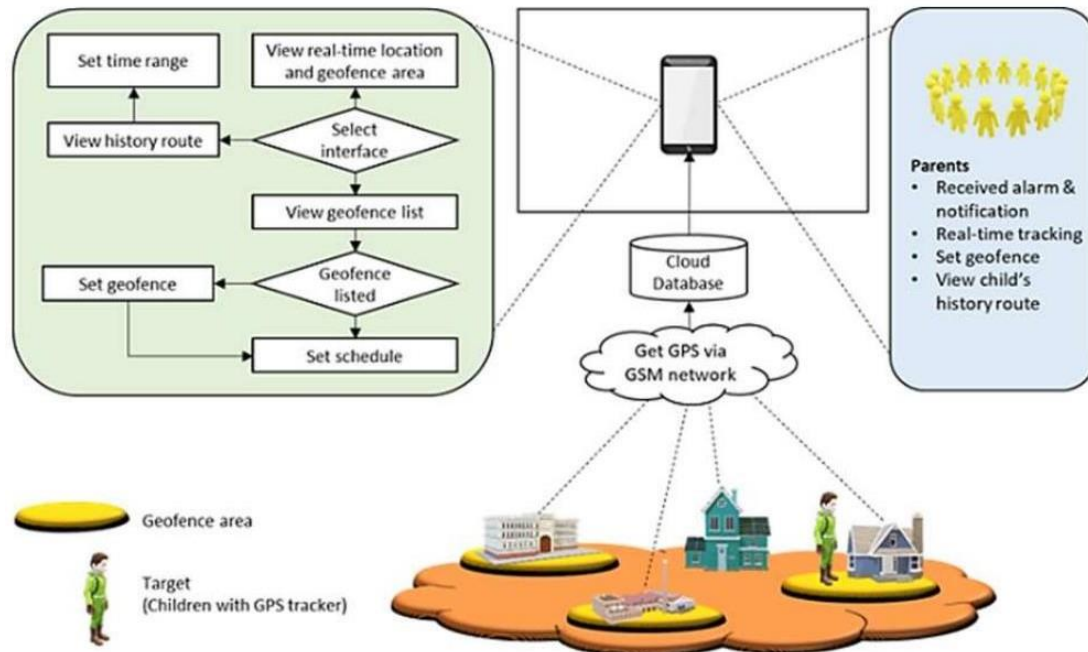 Set time range
View real-time location
and geofence area
View history route
Select
interface
View geofence list
Set geofence
Geofence
listed
Set schedule
Cloud
Database
Get GPS via
GSM network
Parents
• Received alarm &
notification
• Real-time tracking
• Set geofence
• View child's
history route
Geofence area
Target
(Children with GPS tracker)